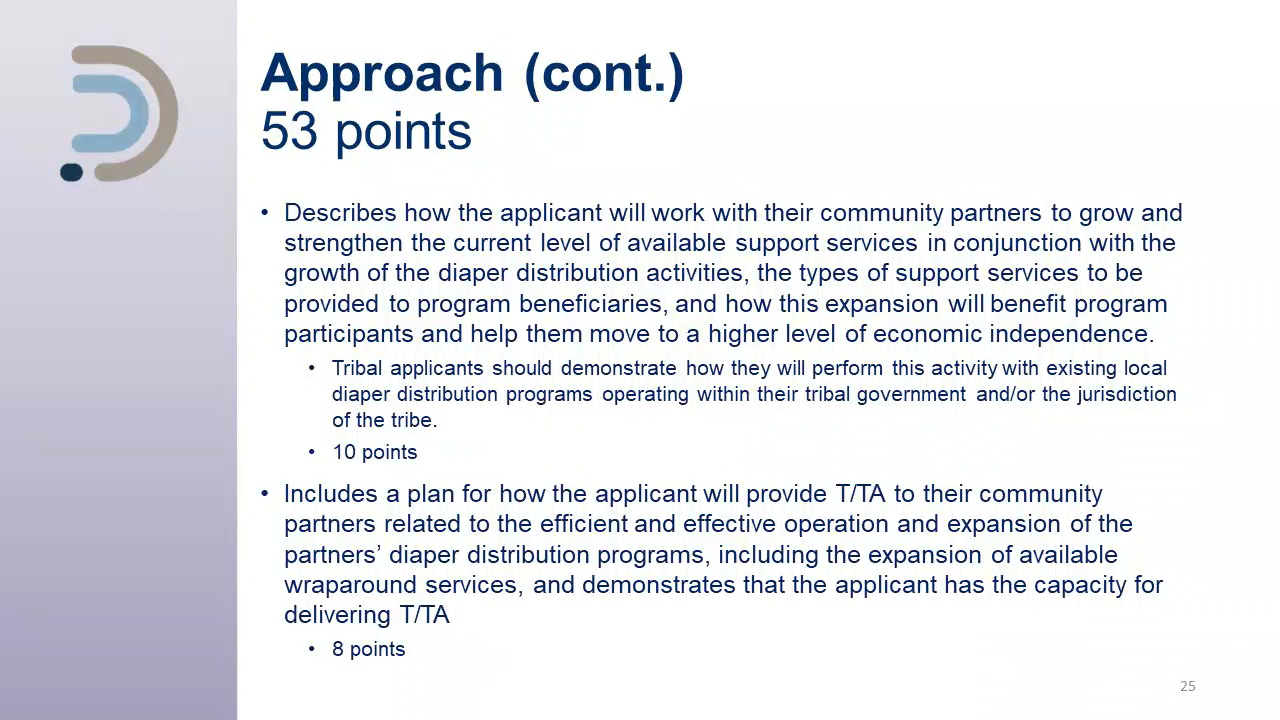 Approach (cont.)
53 points
• Describes how the applicant will work with their community partners to grow and
strengthen the current level of available support services in conjunction with the
growth of the diaper distribution activities, the types of support services to be
provided to program beneficiaries, and how this expansion will benefit program
participants and help them move to a higher level of economic independence.
• Tribal applicants should demonstrate how they will perform this activity with existing local
diaper distribution programs operating within their tribal government and/or the jurisdiction
of the tribe.
• 10 points
• Includes a plan for how the applicant will provide T/TA to their community
partners related to the efficient and effective operation and expansion of the
partners’ diaper distribution programs, including the expansion of available
wraparound services, and demonstrates that the applicant has the capacity for
delivering T/TA
• 8 points
25